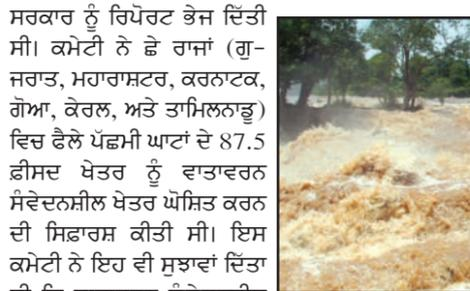 ਸਰਕਾਰ ਨੂੰ ਰਿਪੋਰਟ ਭੇਜ ਦਿੱਤੀ
ਸੀ। ਕਮੇਟੀ ਨੇ ਛੇ ਰਾਜਾਂ (ਗੁ-
ਜਰਾਤ, ਮਹਾਰਾਸ਼ਟਰ, ਕਰਨਾਟਕ,
ਗੋਆ, ਕੇਰਲ, ਅਤੇ ਤਾਮਿਲਨਾਡੂ)
ਵਿਚ ਫੈਲੇ ਪੱਛਮੀ ਘਾਟਾਂ ਦੇ 87.5
ਫ਼ੀਸਦ ਖੇਤਰ ਨੂੰ ਵਾਤਾਵਰਨ
ਸੰਵੇਦਨਸ਼ੀਲ ਖੇਤਰ ਘੋਸ਼ਿਤ ਕਰਨ
ਦੀ ਸਿਫ਼ਾਰਸ਼ ਕੀਤੀ ਸੀ। ਇਸ
ਕਮੇਟੀ ਨੇ ਇਹ ਵੀ ਸੁਝਾਵਾਂ ਦਿੱਤਾ